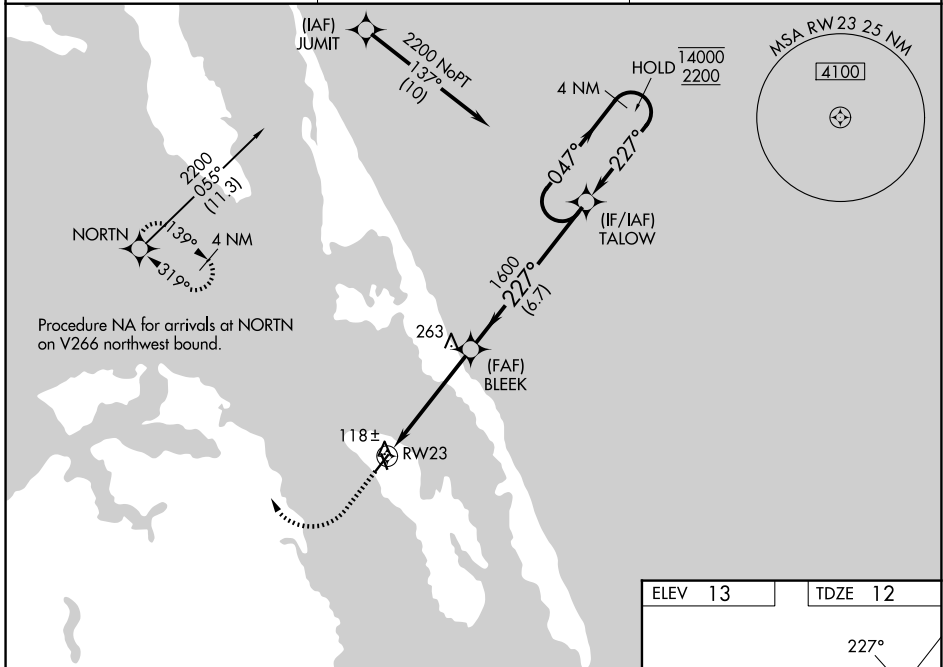 (IAF)
JUMIT
2200 NoPT
137°
(10)
HOLD
14000
2200
4 NM
047°
227°
MSA RW23 25 NM
4100
2200
055°
(11.3)
NORTN
139°
4 NM
319°
(IF/IAF)
TALOW
1600
227°
(6.7)
Procedure NA for arrivals at NORTN
on V266 northwest bound.
263
(FAF)
BLEEK
118±
RW23
ELEV 13
TDZE 12
227°